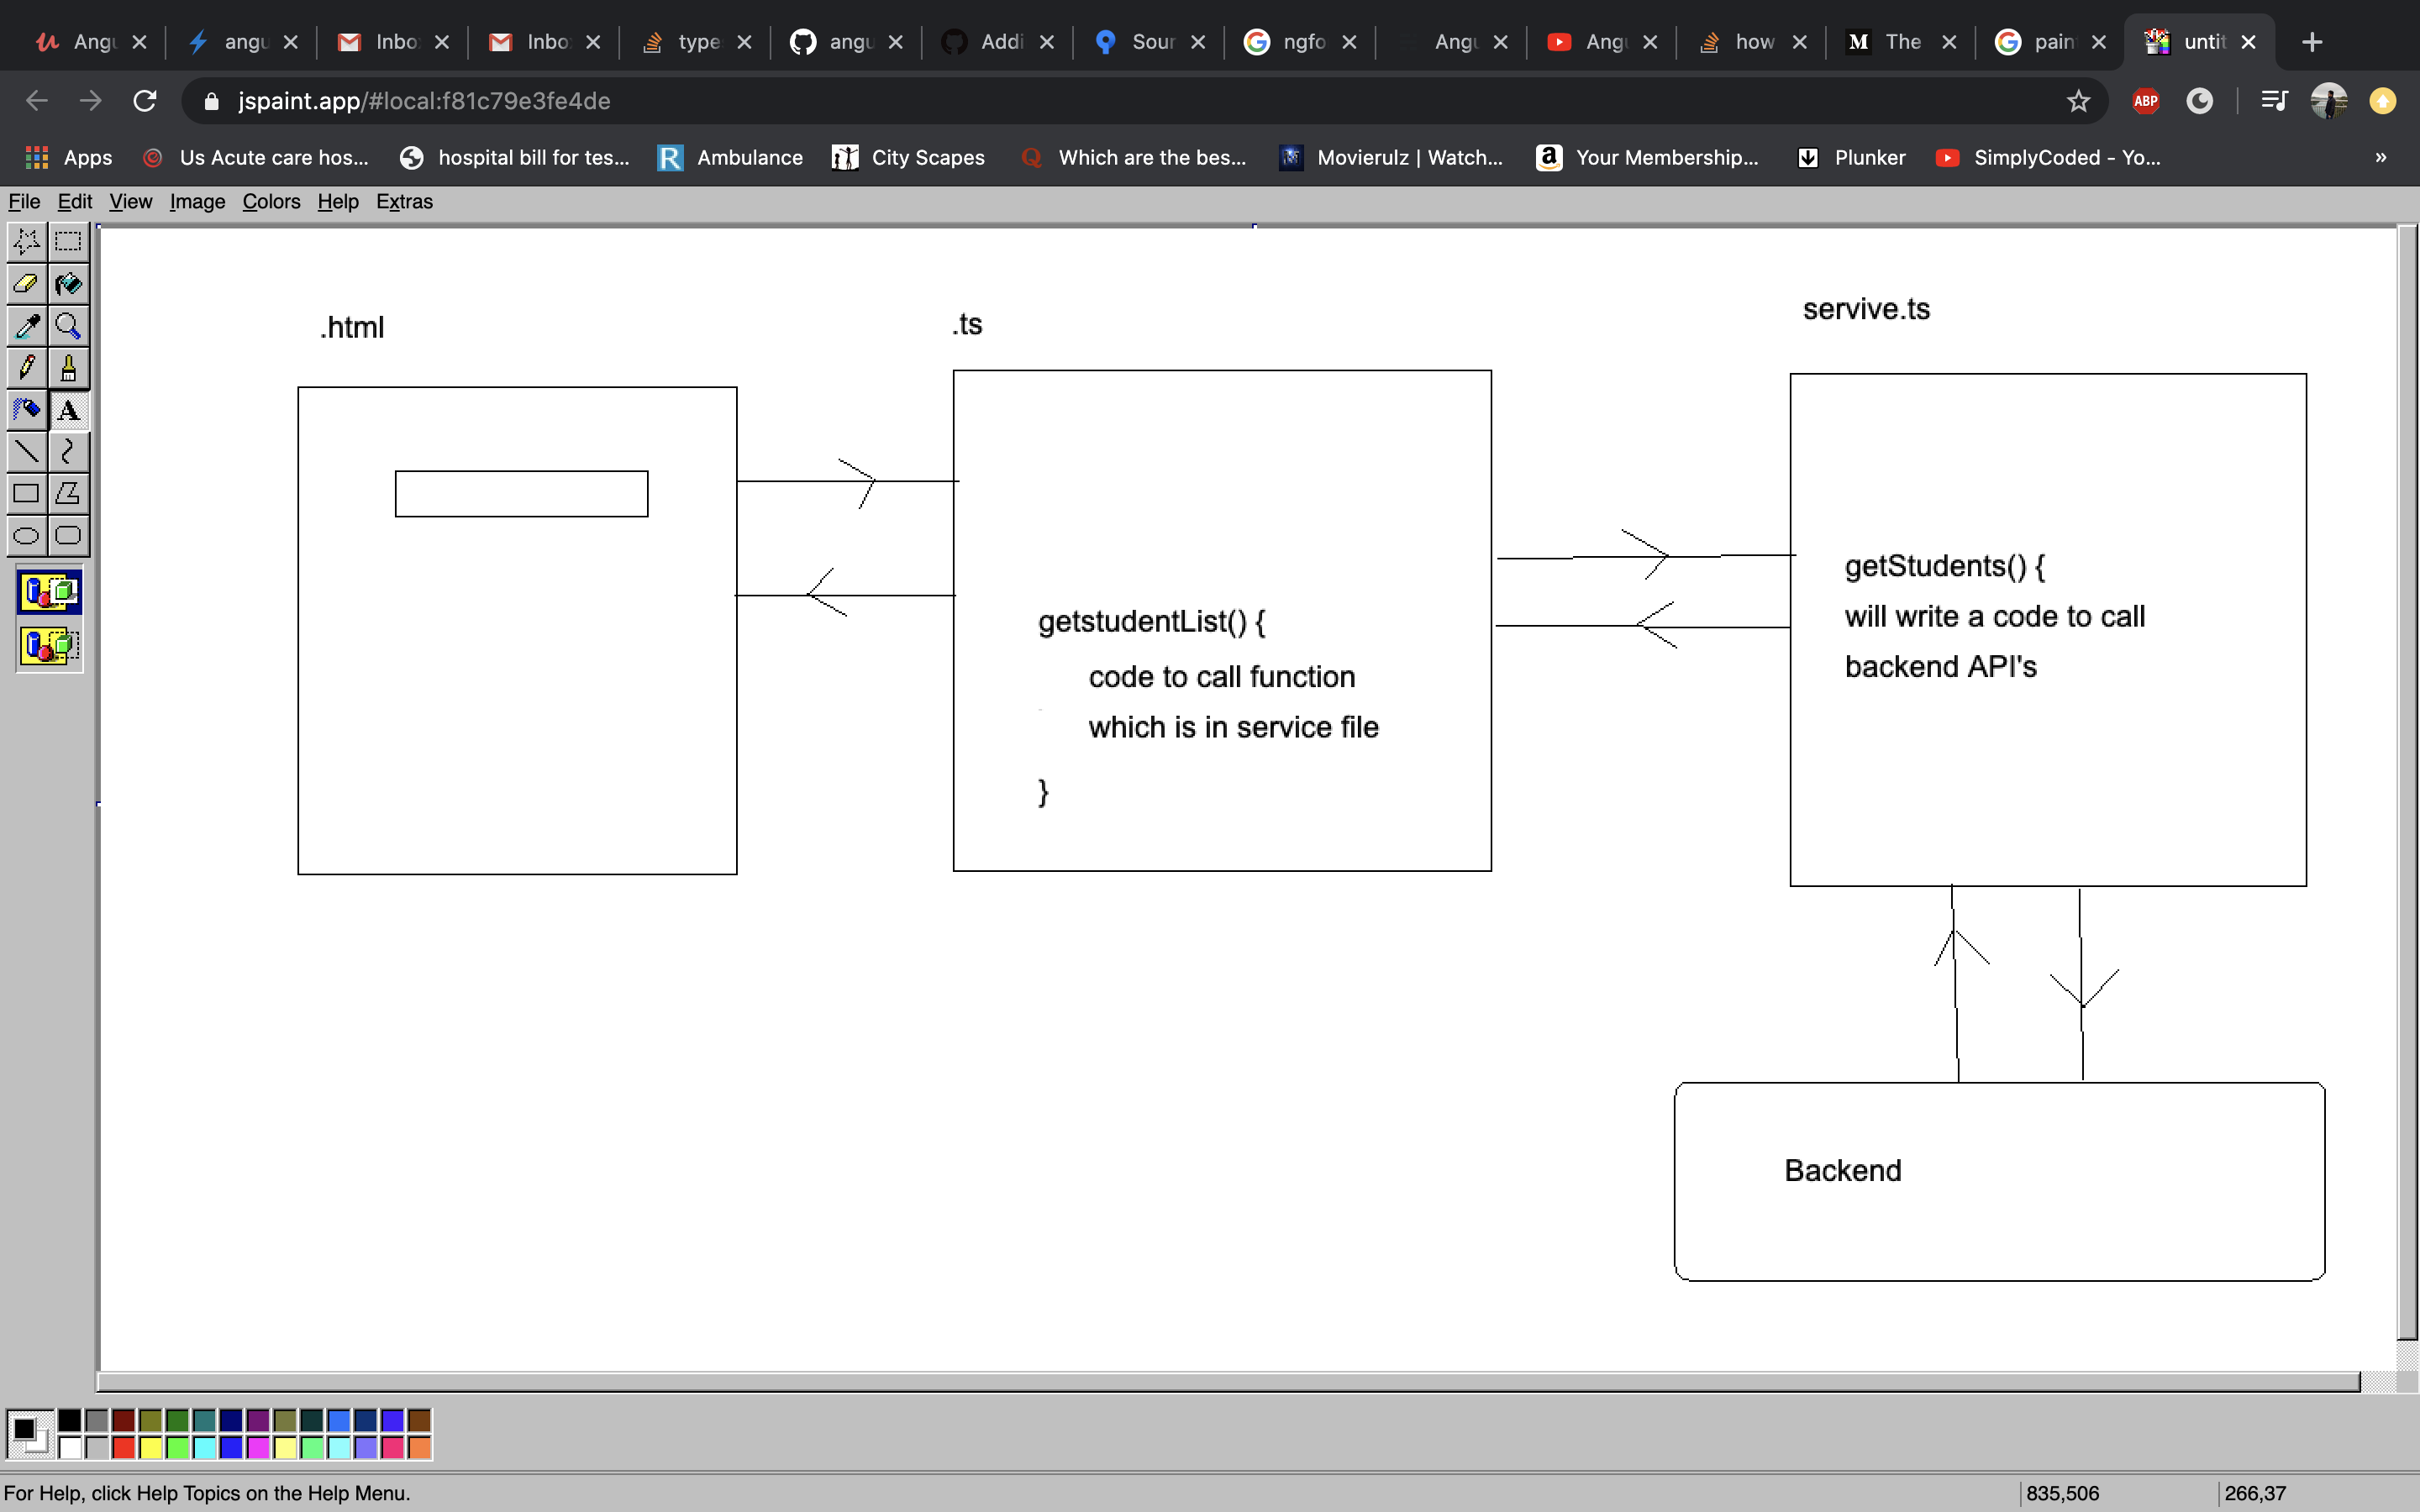 Angu
angu
Inbo
Inbo
type
angu
Addi
Sour
ngfo
Angu
Angu
how
M The
pain
untit
jspaint.app/#local:f81c79e3fe4de
ABP
Apps
Us Acute care hos...
hospital bill for tes...
R Ambulance
City Scapes
Q Which are the bes...
Movierulz | Watch...
a Your Membership...
Plunker
SimplyCoded - Yo...
»
File Edit View Image Colors Help Extras
A
.html
.ts
servive.ts
getstudentList() {
code to call function
which is in service file
}
getStudents() {
will write a code to call
backend API's
Backend
For Help, click Help Topics on the Help Menu.
835,506
266,37